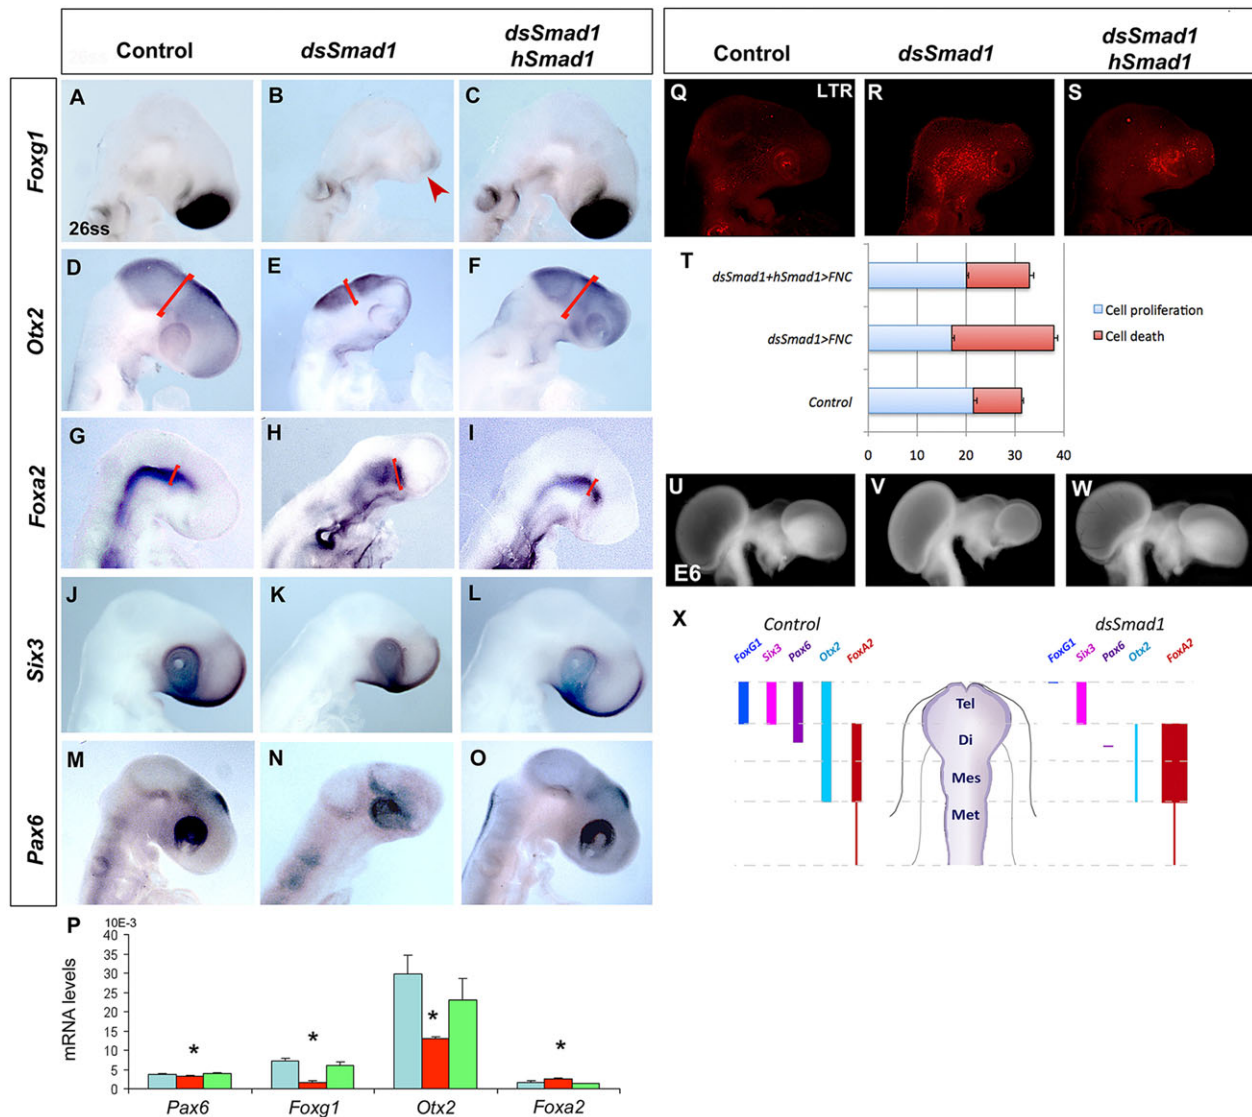 Control
dsSmad1
dsSmad1
hSmad1
Foxg1
A
26ss
B
C
Otx2
D
E
F
Foxa2
G
H
I
Six3
J
K
L
Pax6
M
N
O
P
10E-3
mRNA levels
40
35
30
25
20
15
10
5
0
*
*
*
*
Pax6
Foxg1
Otx2
Foxa2
Control
dsSmad1
dsSmad1
hSmad1
Q
LTR
R
S
T
dsSmad1+hSmad1>FNC
dsSmad1>FNC
Control
0 10 20 30 40
Cell proliferation
Cell death
U
E6
V
W
X
Control
FoxG1 Six3 Pax6 Otx2 FoxA2
Tel
Di
Mes
Met
dsSmad1
FoxG1 Six3 Pax6 Otx2 FoxA2